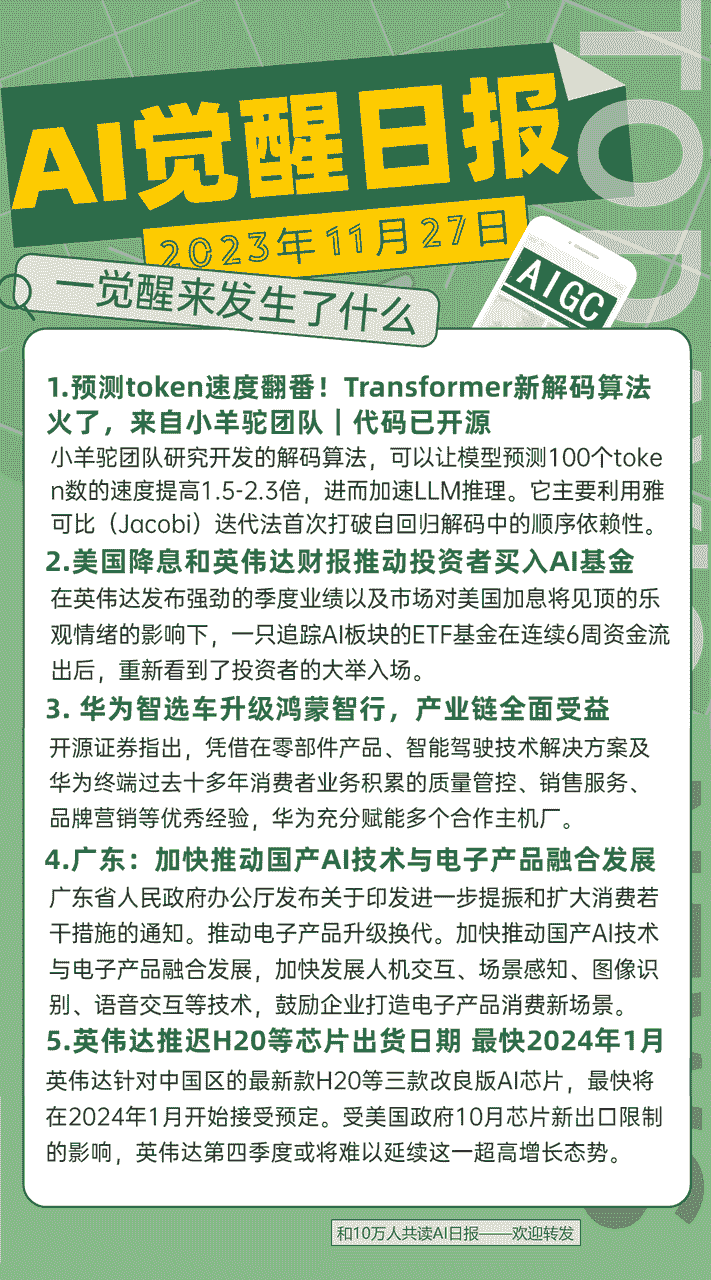 AI觉醒日报
2023年11月27日
一觉醒来发生了什么
AIGC
1.预测token速度翻番！Transformer新解码算法
火了，来自小羊驼团队｜代码已开源
小羊驼团队研究开发的解码算法，可以让模型预测100个toke
n数的速度提高1.5-2.3倍，进而加速LLM推理。它主要利用雅
可比（Jacobi）迭代法首次打破自回归解码中的顺序依赖性。
2.美国降息和英伟达财报推动投资者买入AI基金
在英伟达发布强劲的季度业绩以及市场对美国加息将见顶的乐
观情绪的影响下，一只追踪AI板块的ETF基金在连续6周资金流
出后，重新看到了投资者的大举入场。
3. 华为智选车升级鸿蒙智行，产业链全面受益
开源证券指出，凭借在零部件产品、智能驾驶技术解决方案及
华为终端过去十多年消费者业务积累的质量管控、销售服务、
品牌营销等优秀经验，华为充分赋能多个合作主机厂。
4.广东：加快推动国产AI技术与电子产品融合发展
广东省人民政府办公厅发布关于印发进一步提振和扩大消费若
干措施的通知。推动电子产品升级换代。加快推动国产AI技术
与电子产品融合发展，加快发展人机交互、场景感知、图像识
别、语音交互等技术，鼓励企业打造电子产品消费新场景。
5.英伟达推迟H20等芯片出货日期 最快2024年1月
英伟达针对中国区的最新款H20等三款改良版AI芯片，最快将
在2024年1月开始接受预定。受美国政府10月芯片新出口限制
的影响，英伟达第四季度或将难以延续这一超高增长态势。
和10万人共读AI日报——欢迎转发